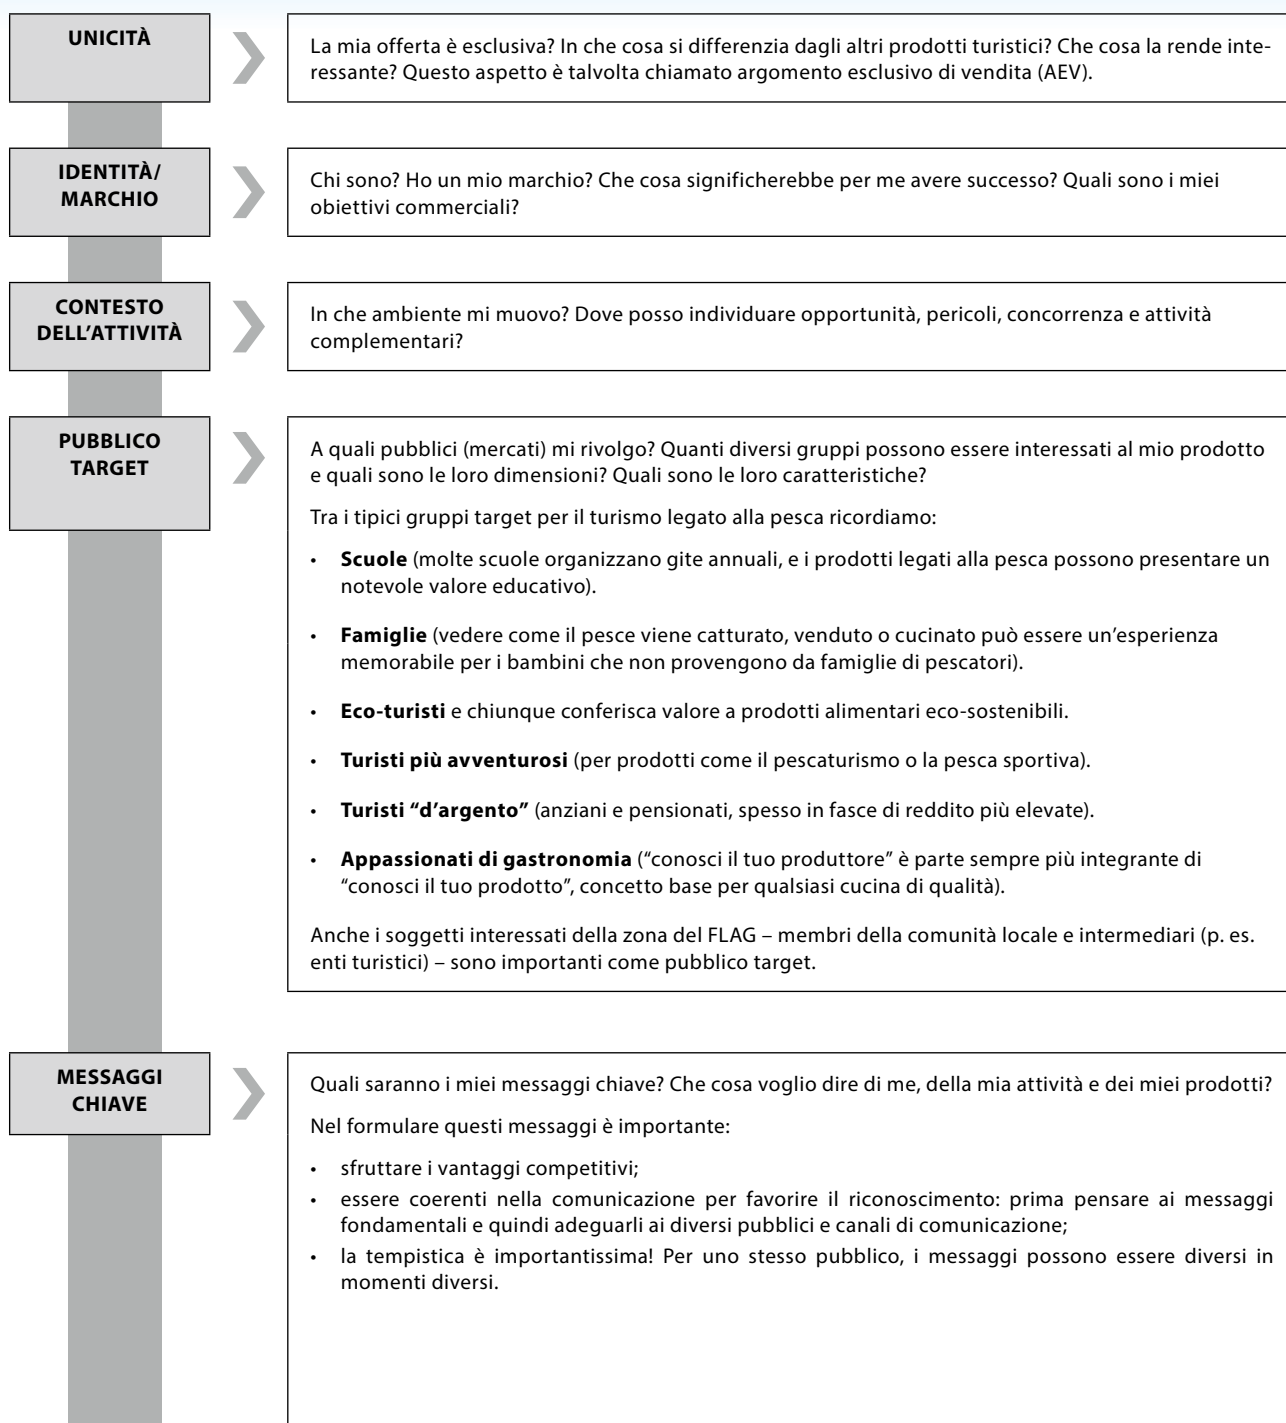 UNICITÀ
La mia offerta è esclusiva? In che cosa si differenzia dagli altri prodotti turistici? Che cosa la rende inte-
ressante? Questo aspetto è talvolta chiamato argomento esclusivo di vendita (AEV).
IDENTITÀ/
MARCHIO
Chi sono? Ho un mio marchio? Che cosa significherebbe per me avere successo? Quali sono i miei
obiettivi commerciali?
CONTESTO
DELL’ATTIVITÀ
In che ambiente mi muovo? Dove posso individuare opportunità, pericoli, concorrenza e attività
complementari?
PUBBLICO
TARGET
A quali pubblici (mercati) mi rivolgo? Quanti diversi gruppi possono essere interessati al mio prodotto
e quali sono le loro dimensioni? Quali sono le loro caratteristiche?
Tra i tipici gruppi target per il turismo legato alla pesca ricordiamo:
• Scuole (molte scuole organizzano gite annuali, e i prodotti legati alla pesca possono presentare un
notevole valore educativo).
• Famiglie (vedere come il pesce viene catturato, venduto o cucinato può essere un’esperienza
memorabile per i bambini che non provengono da famiglie di pescatori).
• Eco-turisti e chiunque conferisca valore a prodotti alimentari eco-sostenibili.
• Turisti più avventurosi (per prodotti come il pescaturismo o la pesca sportiva).
• Turisti “d’argento” (anziani e pensionati, spesso in fasce di reddito più elevate).
• Appassionati di gastronomia (“conosci il tuo produttore” è parte sempre più integrante di
“conosci il tuo prodotto”, concetto base per qualsiasi cucina di qualità).
Anche i soggetti interessati della zona del FLAG – membri della comunità locale e intermediari (p. es.
enti turistici) – sono importanti come pubblico target.
MESSAGGI
CHIAVE
Quali saranno i miei messaggi chiave? Che cosa voglio dire di me, della mia attività e dei miei prodotti?
Nel formulare questi messaggi è importante:
• sfruttare i vantaggi competitivi;
• essere coerenti nella comunicazione per favorire il riconoscimento: prima pensare ai messaggi
fondamentali e quindi adeguarli ai diversi pubblici e canali di comunicazione;
• la tempistica è importantissima! Per uno stesso pubblico, i messaggi possono essere diversi in
momenti diversi.